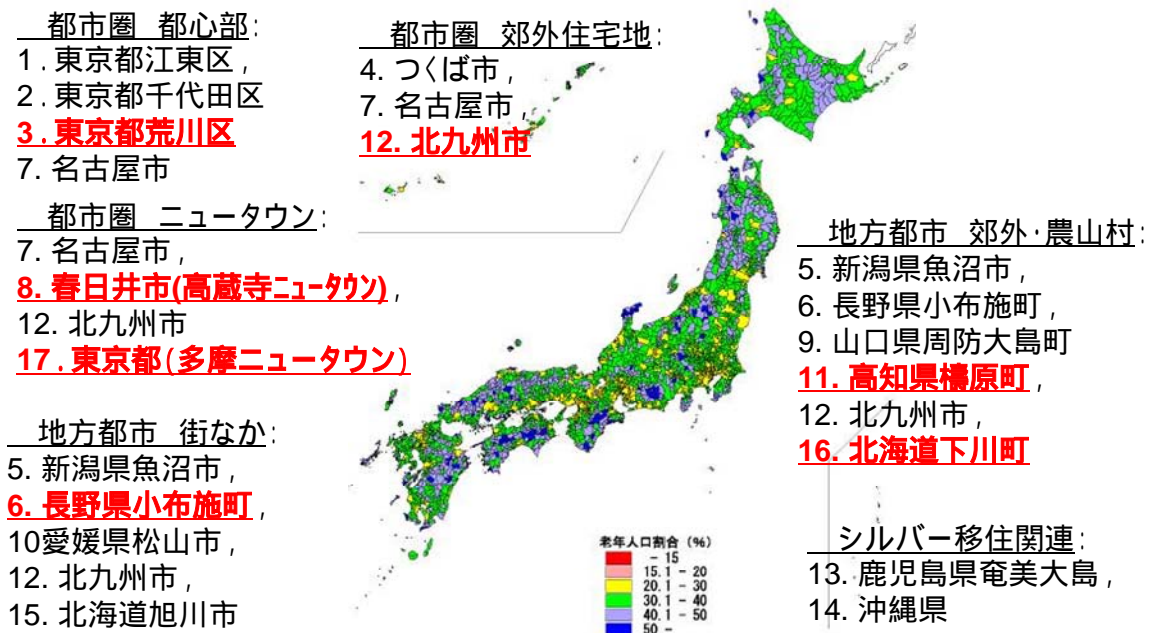 都市圏 都心部:
1.東京都江東区,
2.東京都千代田区
3.東京都荒川区
7. 名古屋市
都市圏 郊外住宅地:
4. つくば市,
7. 名古屋市,
12. 北九州市
都市圏 ニュータウン:
7. 名古屋市,
8. 春日井市(高蔵寺ニュータウン),
12. 北九州市
17.東京都(多摩ニュータウン)
地方都市 街なか:
5. 新潟県魚沼市,
6. 長野県小布施町,
10愛媛県松山市,
12. 北九州市,
15. 北海道旭川市
地方都市 郊外・農山村:
5. 新潟県魚沼市,
6. 長野県小布施町,
9. 山口県周防大島町
11. 高知県檮原町,
12. 北九州市,
16. 北海道下川町
シルバー移住関連:
13. 鹿児島県奄美大島,
14. 沖縄県
老年人口割合(%)
- 15
15.1 - 20
20.1 - 30
30.1 - 40
40.1 - 50
50 -